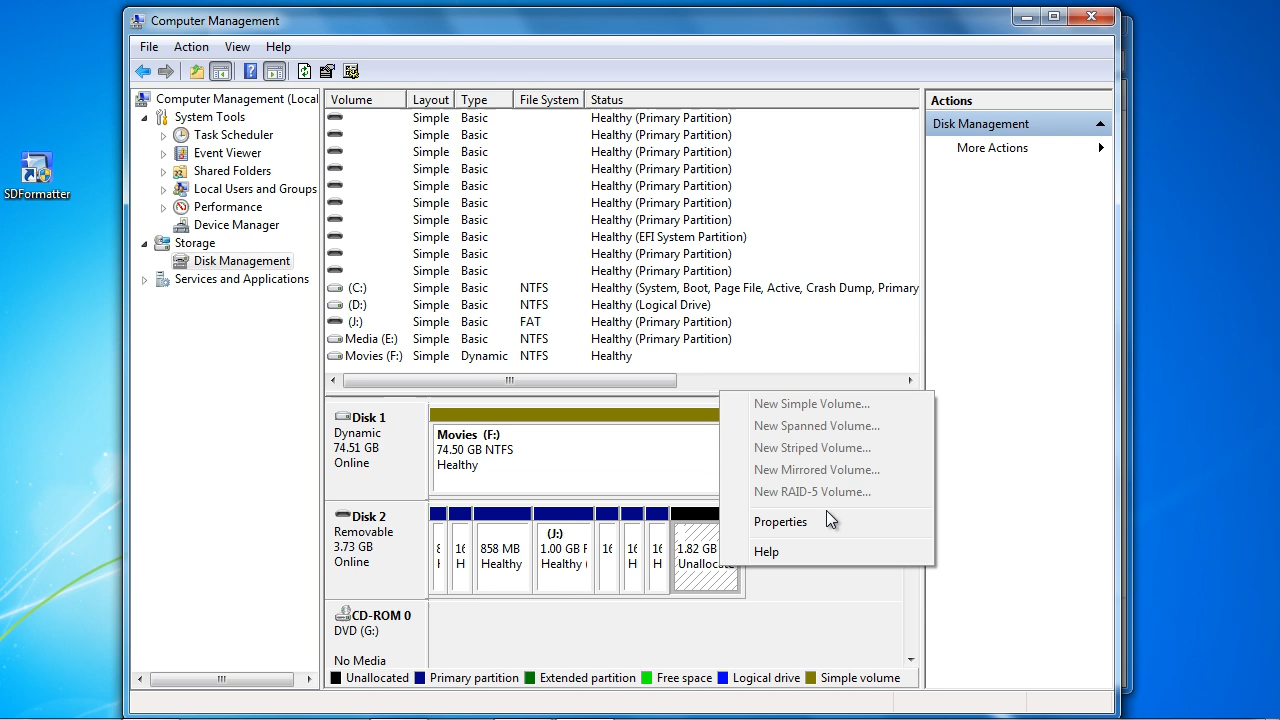 Computer Management
File Action View Help
SDFormatter
Computer Management (Local
System Tools
Task Scheduler
Event Viewer
Shared Folders
Local Users and Groups
Performance
Device Manager
Storage
Disk Management
Services and Applications
Volume Layout Type File System Status
Simple Basic Healthy (Primary Partition)
Simple Basic Healthy (Primary Partition)
Simple Basic Healthy (Primary Partition)
Simple Basic Healthy (Primary Partition)
Simple Basic Healthy (Primary Partition)
Simple Basic Healthy (Primary Partition)
Simple Basic Healthy (Primary Partition)
Simple Basic Healthy (EFI System Partition)
Simple Basic Healthy (Primary Partition)
Simple Basic Healthy (Primary Partition)
(C:) Simple Basic NTFS Healthy (System, Boot, Page File, Active, Crash Dump, Primary
(D:) Simple Basic NTFS Healthy (Logical Drive)
(J:) Simple Basic FAT Healthy (Primary Partition)
Media (E:) Simple Basic NTFS Healthy (Primary Partition)
Movies (F:) Simple Dynamic NTFS Healthy
Actions
Disk Management
More Actions
Disk 1
Dynamic
74.51 GB
Online
Movies (F:)
74.50 GB NTFS
Healthy
New Simple Volume...
New Spanned Volume...
New Striped Volume...
New Mirrored Volume...
New RAID-5 Volume...
Properties
Help
Disk 2
Removable
3.73 GB
Online
16
H
858 MB
Healthy
(J:)
1.00 GB F
Healthy (
16
16
H
16
H
1.82 GB
Unalloca
CD-ROM 0
DVD (G:)
No Media
Unallocated Primary partition Extended partition Free space Logical drive Simple volume